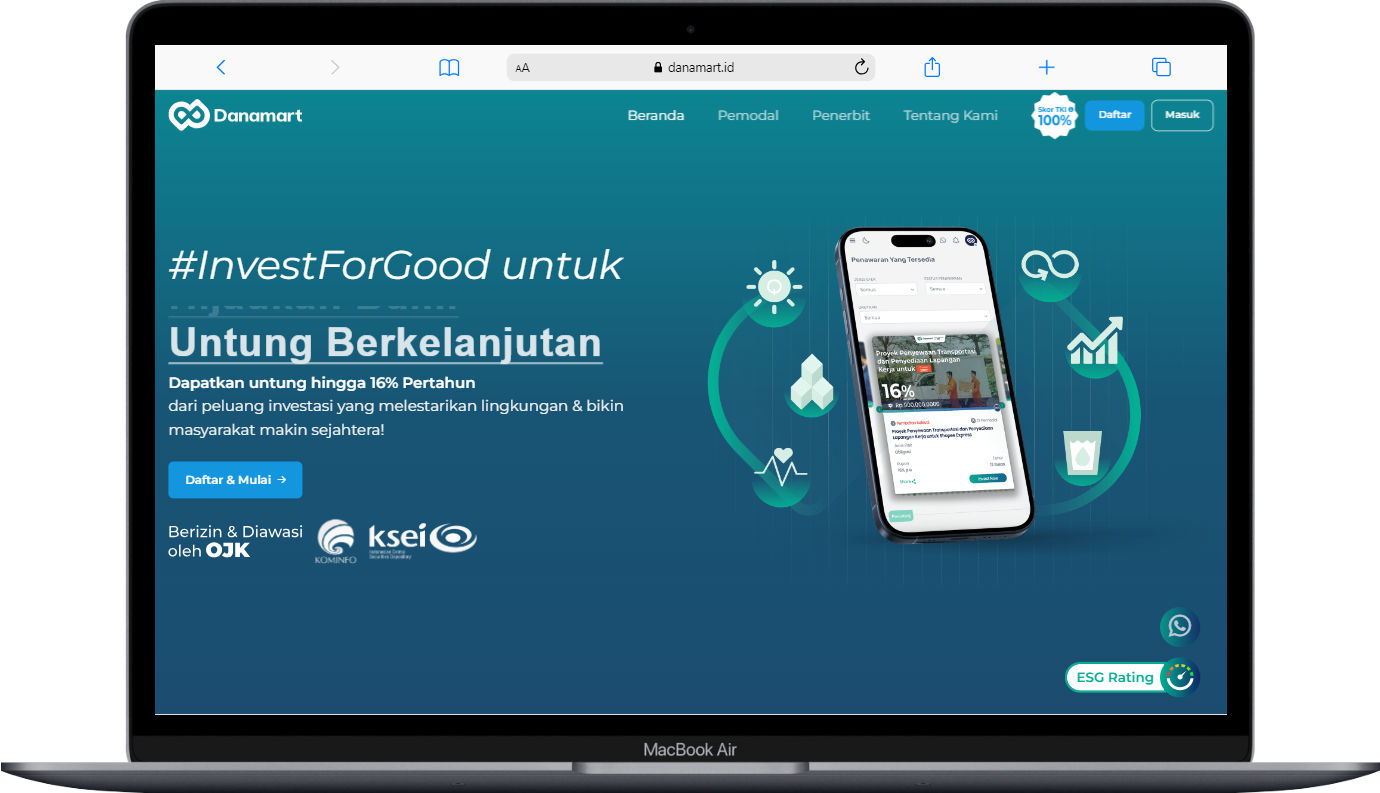 AA
danamart.id
Danamart
Beranda
Pemodal
Penerbit
Tentang Kami
Skor TKI
100%
Daftar
Masuk
#InvestForGood untuk
Untung Berkelanjutan
Dapatkan untung hingga 16% Pertahun
dari peluang investasi yang melestarikan lingkungan & bikin
masyarakat makin sejahtera!
Daftar & Mulai →
Berizin & Diawasi
oleh OJK
KOMINFO
ksei
Indonesia Central
Securities Depository
Penawaran Yang Tersedia
Semua
Semua
Semua
Proyek Penyewaan Transportasi
dan Penyediaan Lapangan
Kerja untuk
16%
Proyek Penyewaan Transportasi dan Penyediaan
Lapangan Kerja untuk Shopee Express
Share
ESG Rating
MacBook Air